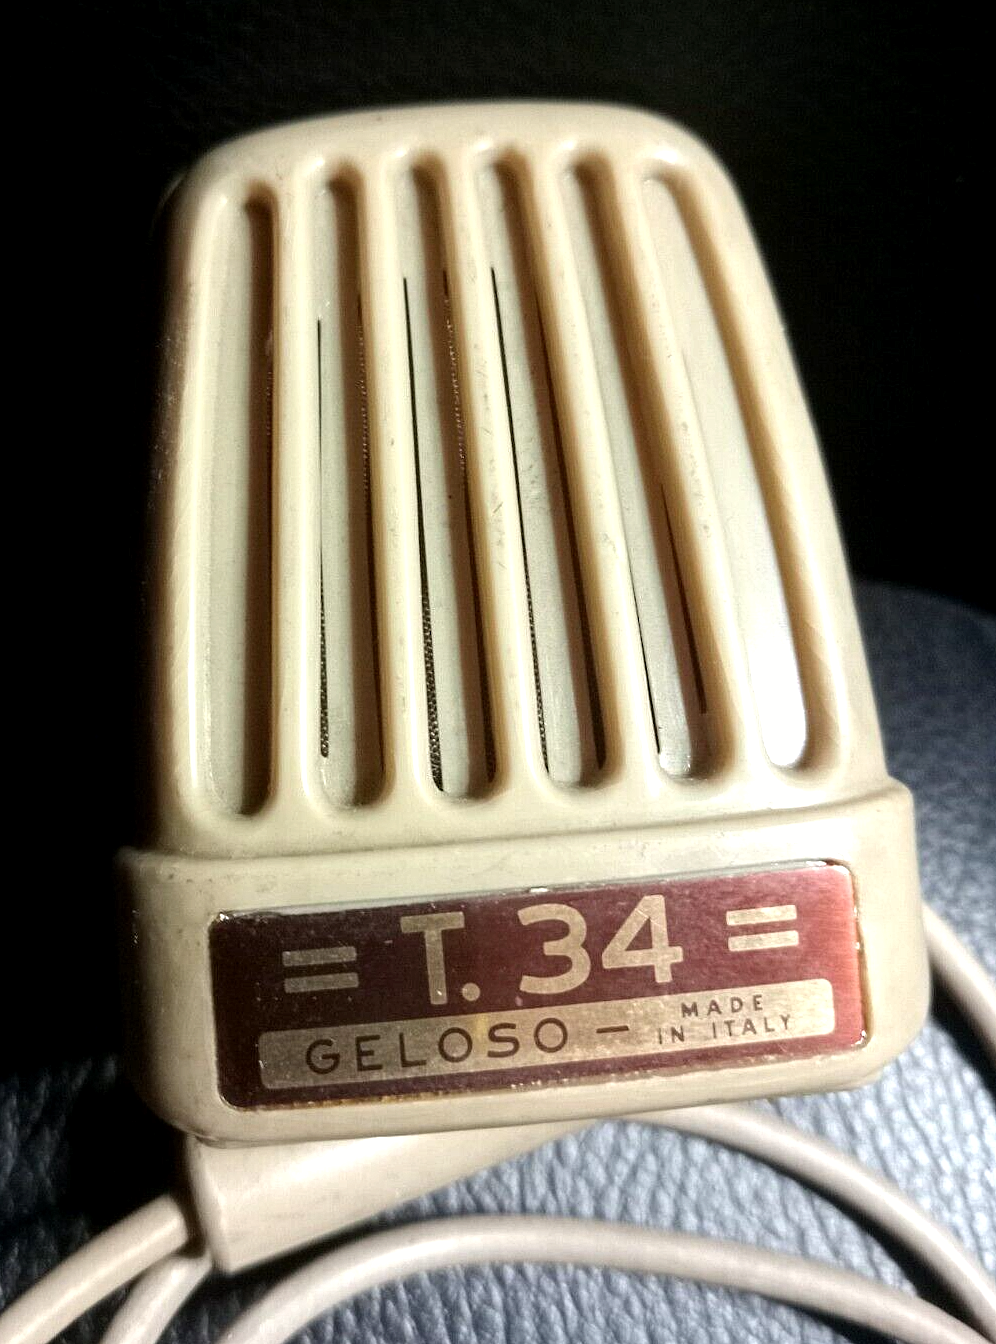 = T. 34 =
GELOSO - MADE
IN ITALY